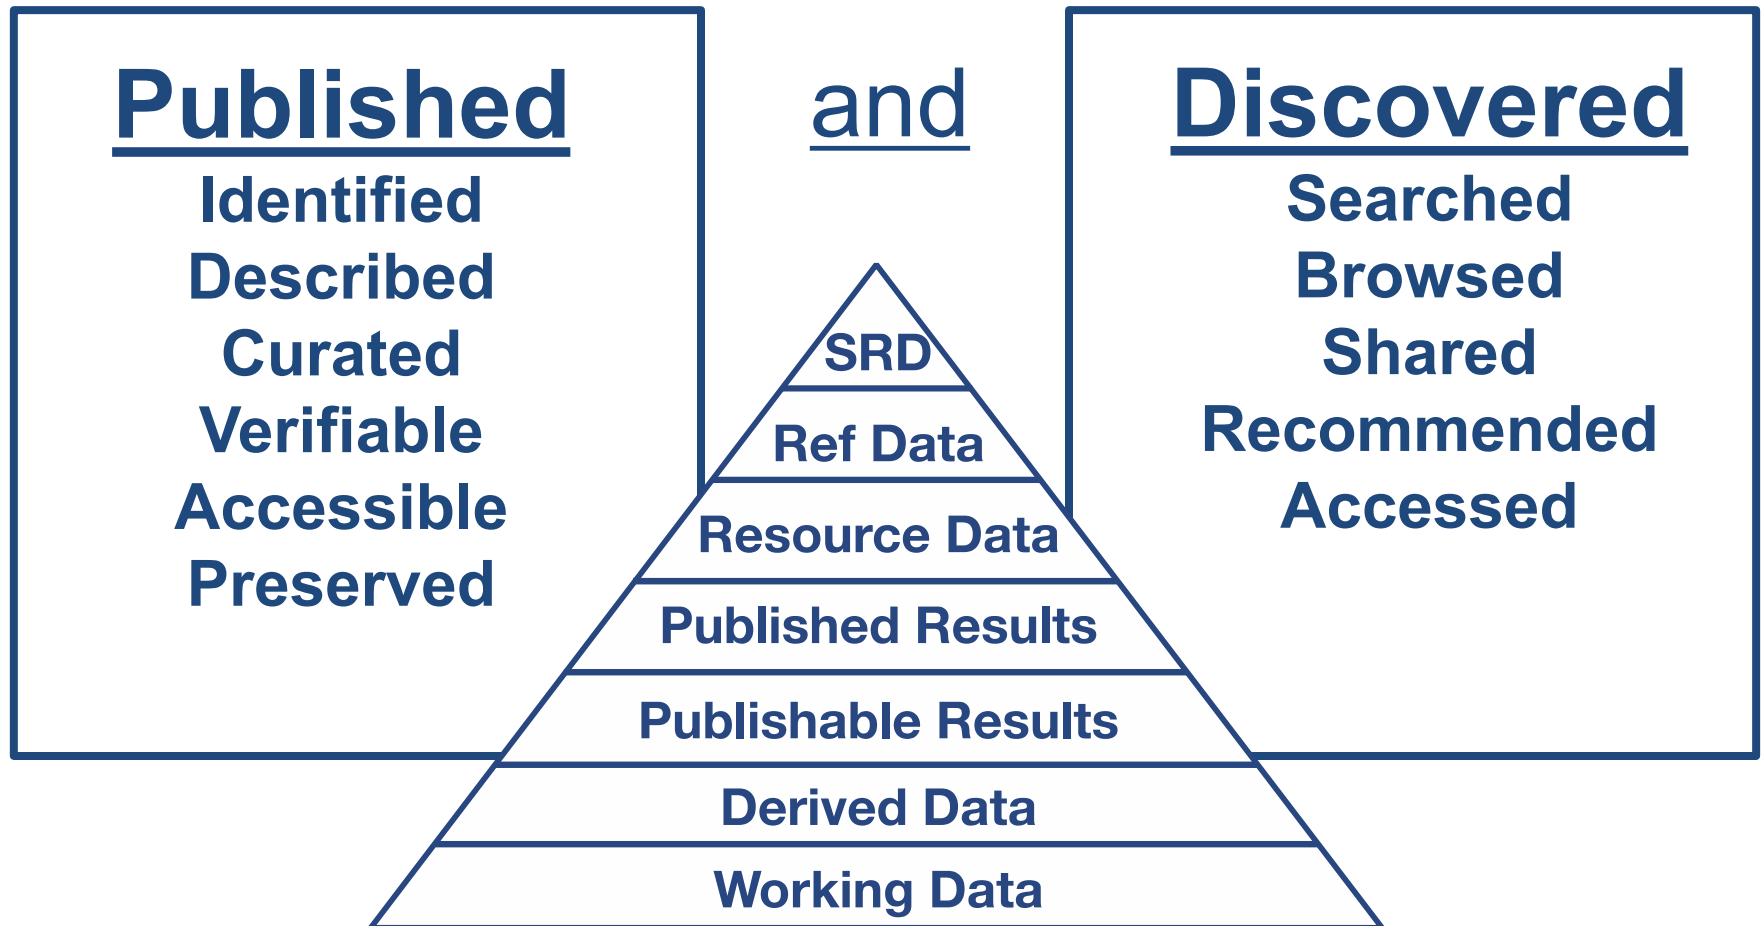 Published
Identified
Described
Curated
Verifiable
Accessible
Preserved
and
Discovered
Searched
Browsed
Shared
Recommended
Accessed
SRD
Ref Data
Resource Data
Published Results
Publishable Results
Derived Data
Working Data